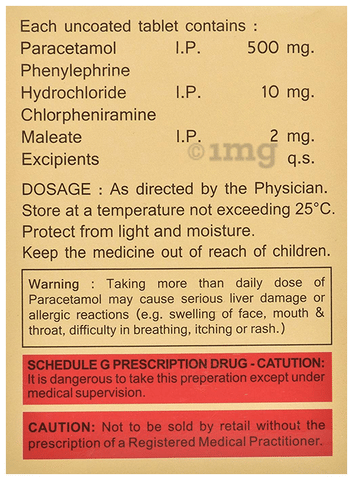 Each uncoated tablet contains :
Paracetamol I.P. 500 mg.
Phenylephrine
Hydrochloride I.P. 10 mg.
Chlorpheniramine
Maleate I.P. 2 mg.
1mg
Excipients q.s.
DOSAGE : As directed by the Physician.
Store at a temperature not exceeding 25°C.
Protect from light and moisture.
Keep the medicine out of reach of children.
Warning : Taking more than daily dose of
Paracetamol may cause serious liver damage or
allergic reactions (e.g. swelling of face, mouth &
throat, difficulty in breathing, itching or rash.)
SCHEDULE G PRESCRIPTION DRUG - CATUTION:
It is dangerous to take this preperation except under
medical supervision.
CAUTION: Not to be sold by retail without the
prescription of a Registered Medical Practitioner.